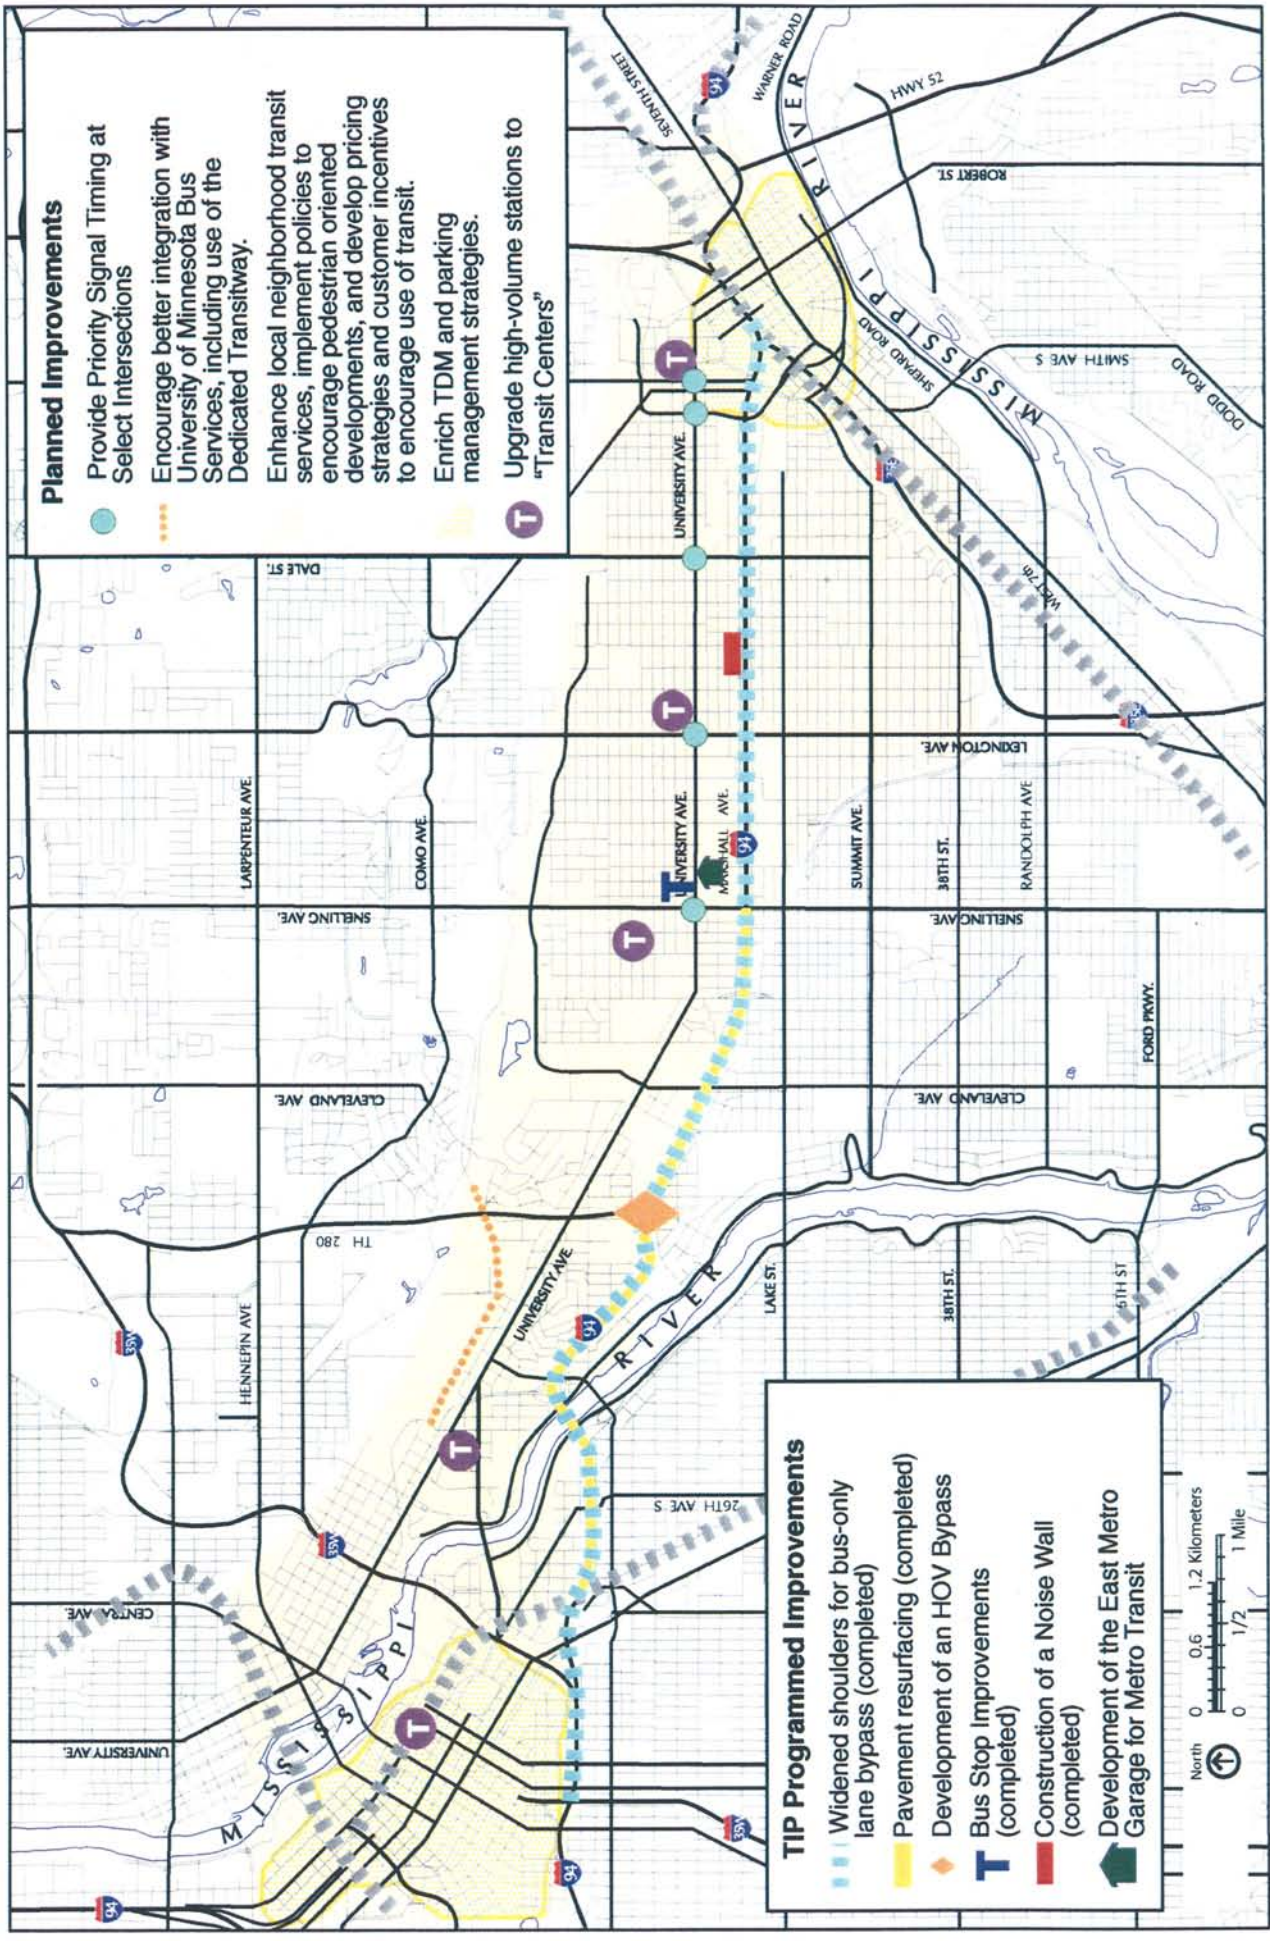 Planned Improvements
Provide Priority Signal Timing at
Select Intersections
Encourage better integration with
University of Minnesota Bus
Services, including use of the
Dedicated Transitway.
Enhance local neighborhood transit
services, implement policies to
encourage pedestrian oriented
developments, and develop pricing
strategies and customer incentives
to encourage use of transit.
Enrich TDM and parking
management strategies.
T
Upgrade high-volume stations to
“Transit Centers”
TIP Programmed Improvements
Widened shoulders for bus-only
lane bypass (completed)
Pavement resurfacing (completed)
Development of an HOV Bypass
Bus Stop Improvements
(completed)
Construction of a Noise Wall
(completed)
Development of the East Metro
Garage for Metro Transit
North
0 0.6 1.2 Kilometers
0 1/2 1 Mile
94
35W
CENTRAL AVE.
UNIVERSITY AVE.
MISSISSIPPI
T
35W
HENNEPIN AVE
TH 280
T
UNIVERSITY AVE.
94
RIVER
26TH AVE S
LAKE ST.
38TH ST.
46TH ST
94
35W
CLEVELAND AVE.
CLEVELAND AVE.
LARPENTEUR AVE.
COMO AVE.
SNELLING AVE.
SNELLING AVE.
T
UNIVERSITY AVE.
MARSHALL AVE.
94
SUMMIT AVE.
38TH ST.
RANDOLPH AVE
FORD PKWY.
LEXINGTON AVE.
T
DALE ST.
UNIVERSITY AVE.
T
35E
35E
WEST 7th
SHEPARD ROAD
MISSISSIPPI
RIVER
SMITH AVE S
DODD ROAD
ROBERT ST.
HWY 52
WARNER ROAD
SEVENTH STREET
94